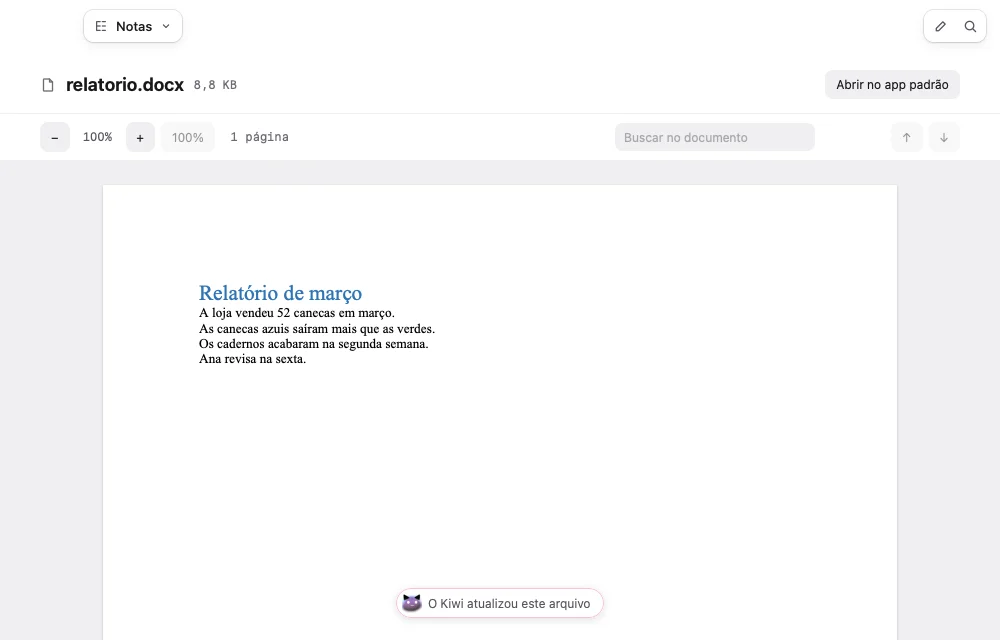 Notas
relatorio.docx 8,8 KB
Abrir no app padrão
− 100% + 100% 1 página
Buscar no documento
Relatório de março
A loja vendeu 52 canecas em março.
As canecas azuis saíram mais que as verdes.
Os cadernos acabaram na segunda semana.
Ana revisa na sexta.
O Kiwi atualizou este arquivo